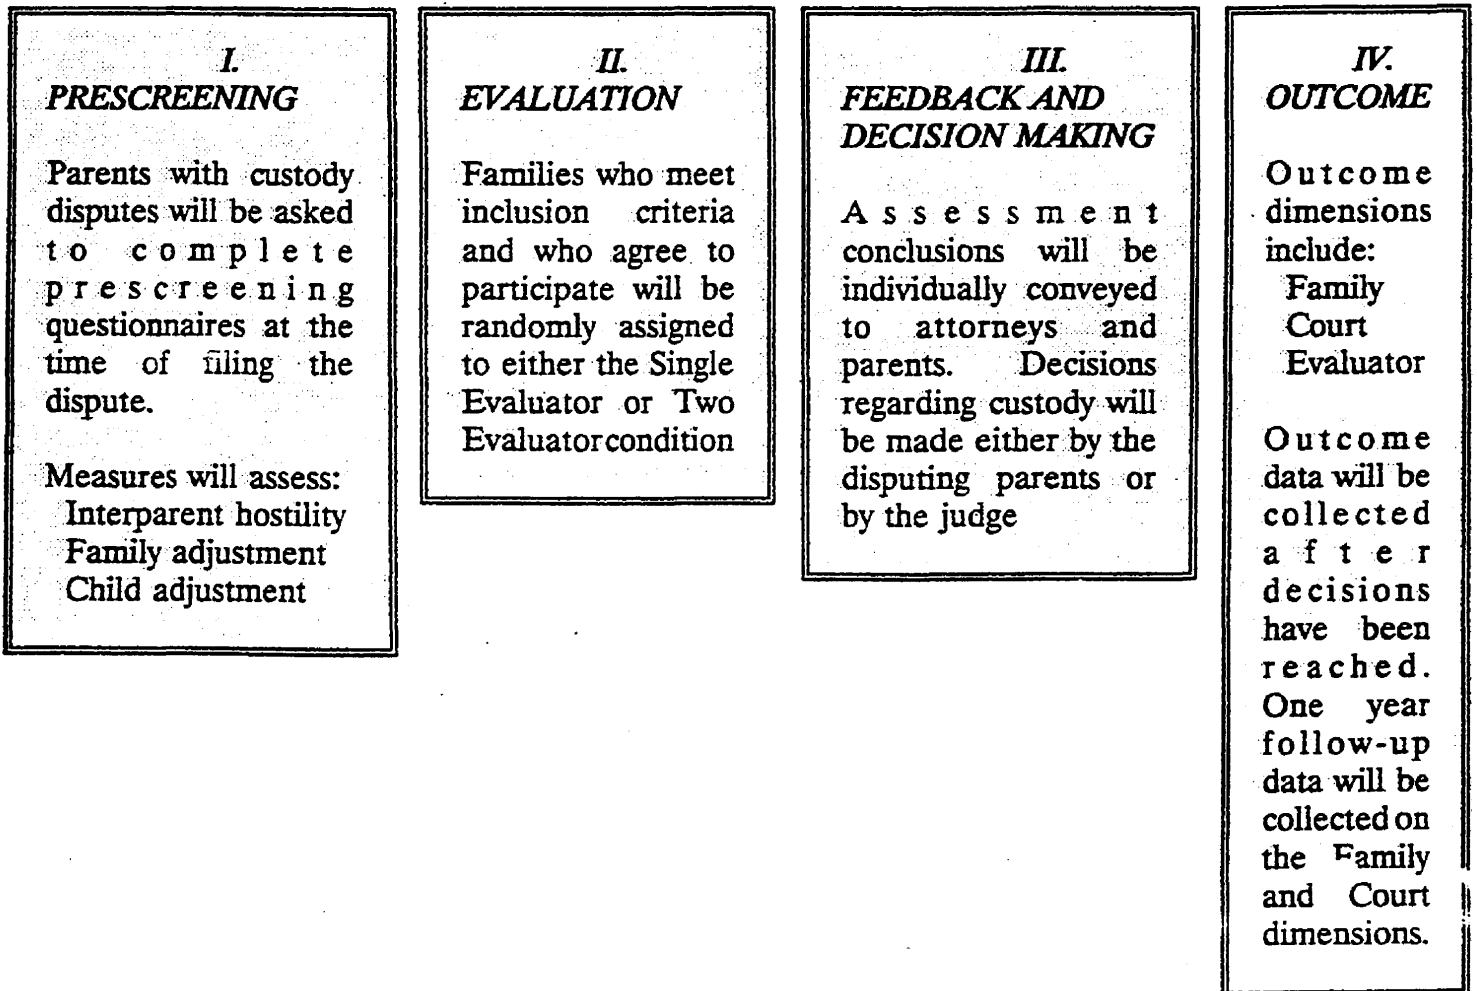 I.
PRESCREENING
Parents with custody
disputes will be asked
to complete
prescreening
questionnaires at the
time of filing the
dispute.
Measures will assess:
Interparent hostility
Family adjustment
Child adjustment
II.
EVALUATION
Families who meet
inclusion criteria
and who agree to
participate will be
randomly assigned
to either the Single
Evaluator or Two
Evaluator condition
III.
FEEDBACK AND
DECISION MAKING
Assessment
conclusions will be
individually conveyed
to attorneys and
parents. Decisions
regarding custody will
be made either by the
disputing parents or
by the judge
IV.
OUTCOME
Outcome
dimensions
include:
Family
Court
Evaluator
Outcome
data will be
collected
after
decisions
have been
reached.
One year
follow-up
data will be
collected on
the Family
and Court
dimensions.